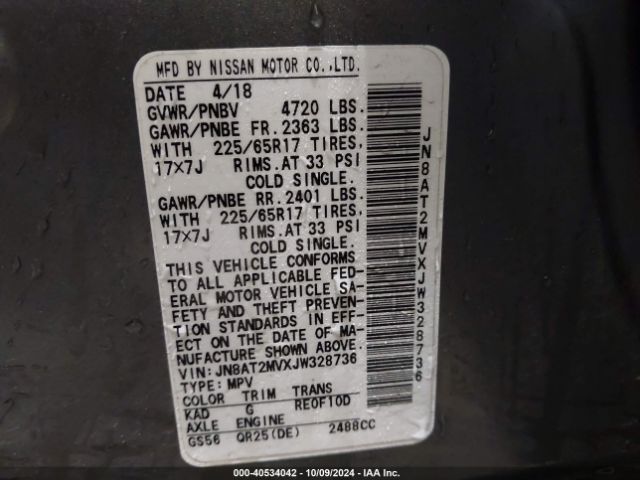 MFD BY NISSAN MOTOR CO.,LTD.
DATE 4/18
GVWR/PNBV 4720 LBS.
GAWR/PNBE FR. 2363 LBS.
WITH 225/65R17 TIRES,
17×7J RIMS.AT 33 PSI
COLD SINGLE.
GAWR/PNBE RR. 2401 LBS.
WITH 225/65R17 TIRES,
17×7J RIMS.AT 33 PSI
COLD SINGLE.
THIS VEHICLE CONFORMS
TO ALL APPLICABLE FED-
ERAL MOTOR VEHICLE SA-
FETY AND THEFT PREVEN-
TION STANDARDS IN EFF-
ECT ON THE DATE OF MA-
NUFACTURE SHOWN ABOVE.
VIN: JN8AT2MVXJW328736
TYPE: MPV
COLOR TRIM TRANS
KAD G RE0F10D
AXLE ENGINE
GS56 QR25(DE) 2488CC
JN8AT2MVXJW328736
000-40534042 | 10/09/2024 | IAA Inc.